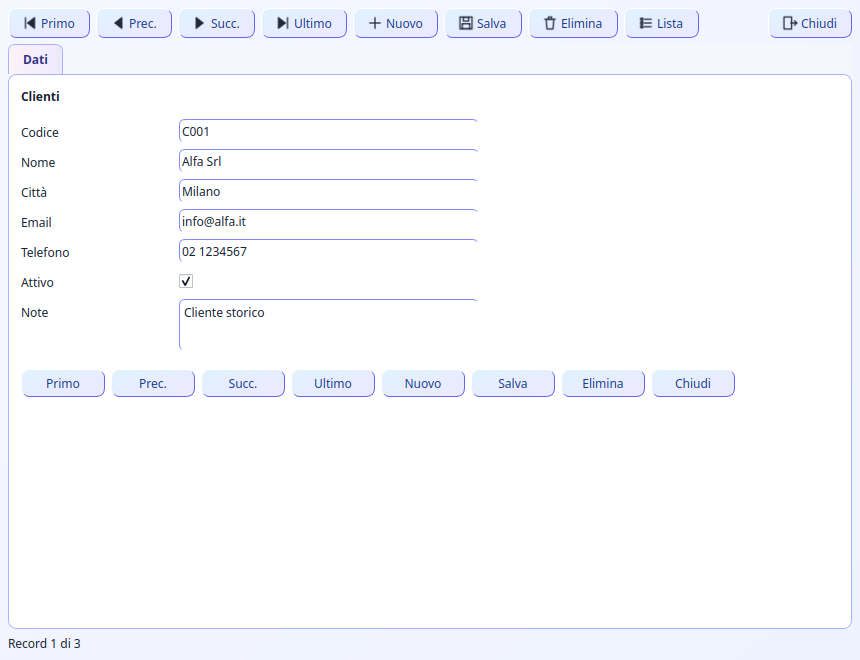 Primo Prec. Succ. Ultimo Nuovo Salva Elimina Lista Chiudi
Dati
Clienti
Codice C001
Nome Alfa Srl
Città Milano
Email info@alfa.it
Telefono 02 1234567
Attivo
Note Cliente storico
Primo Prec. Succ. Ultimo Nuovo Salva Elimina Chiudi
Record 1 di 3